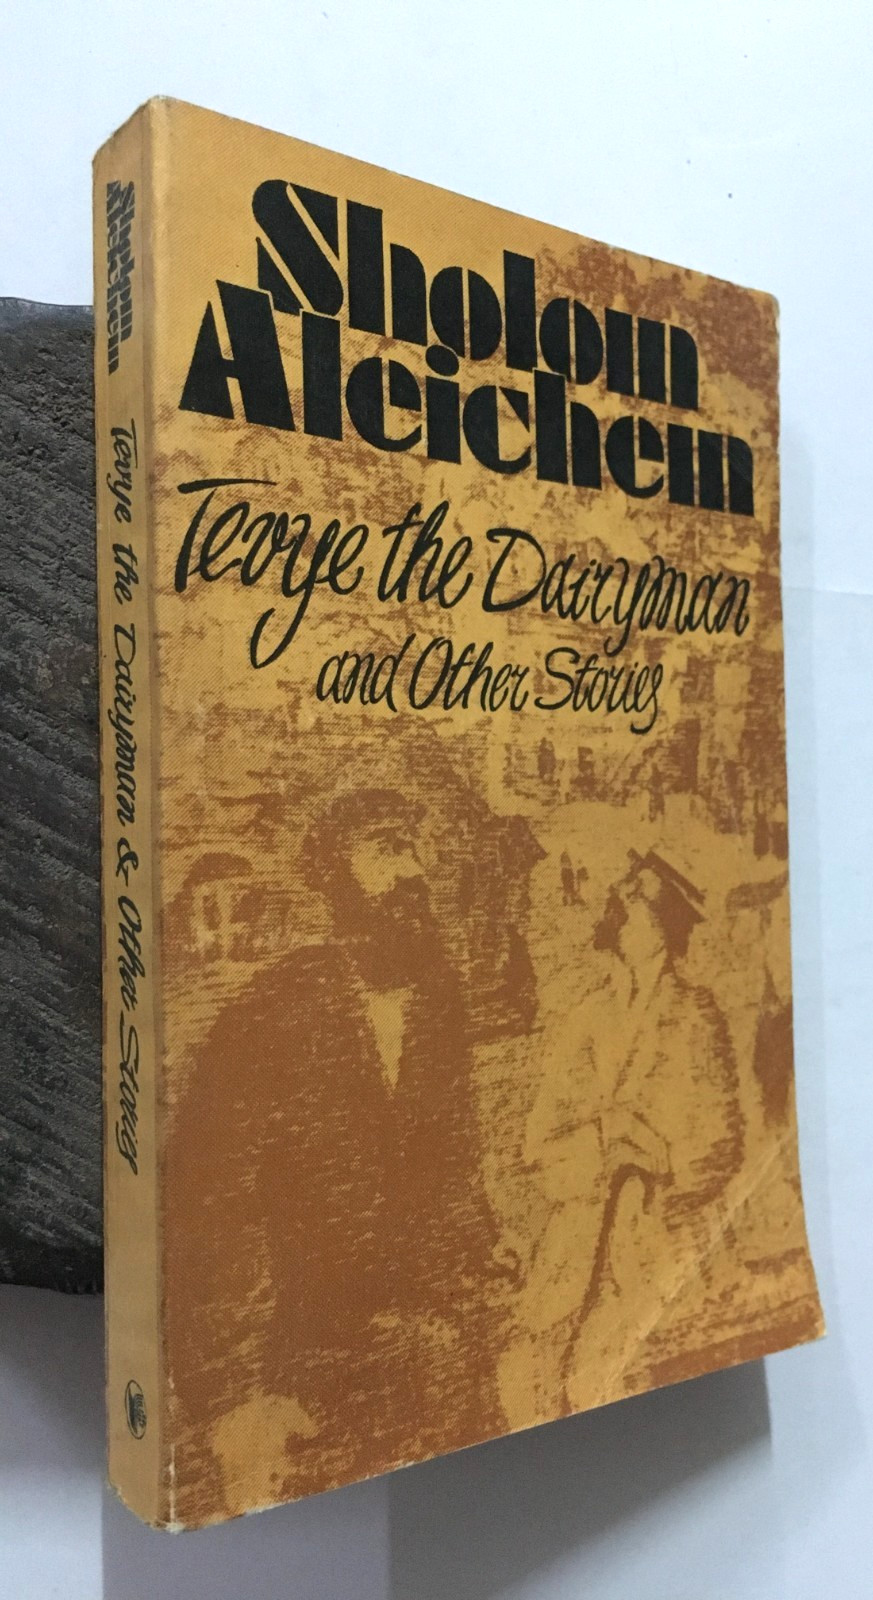 Sholom
Aleichem
Tevye the Dairyman
and Other Stories
Sholom
Aleichem
Tevye the Dairyman & Other Stories